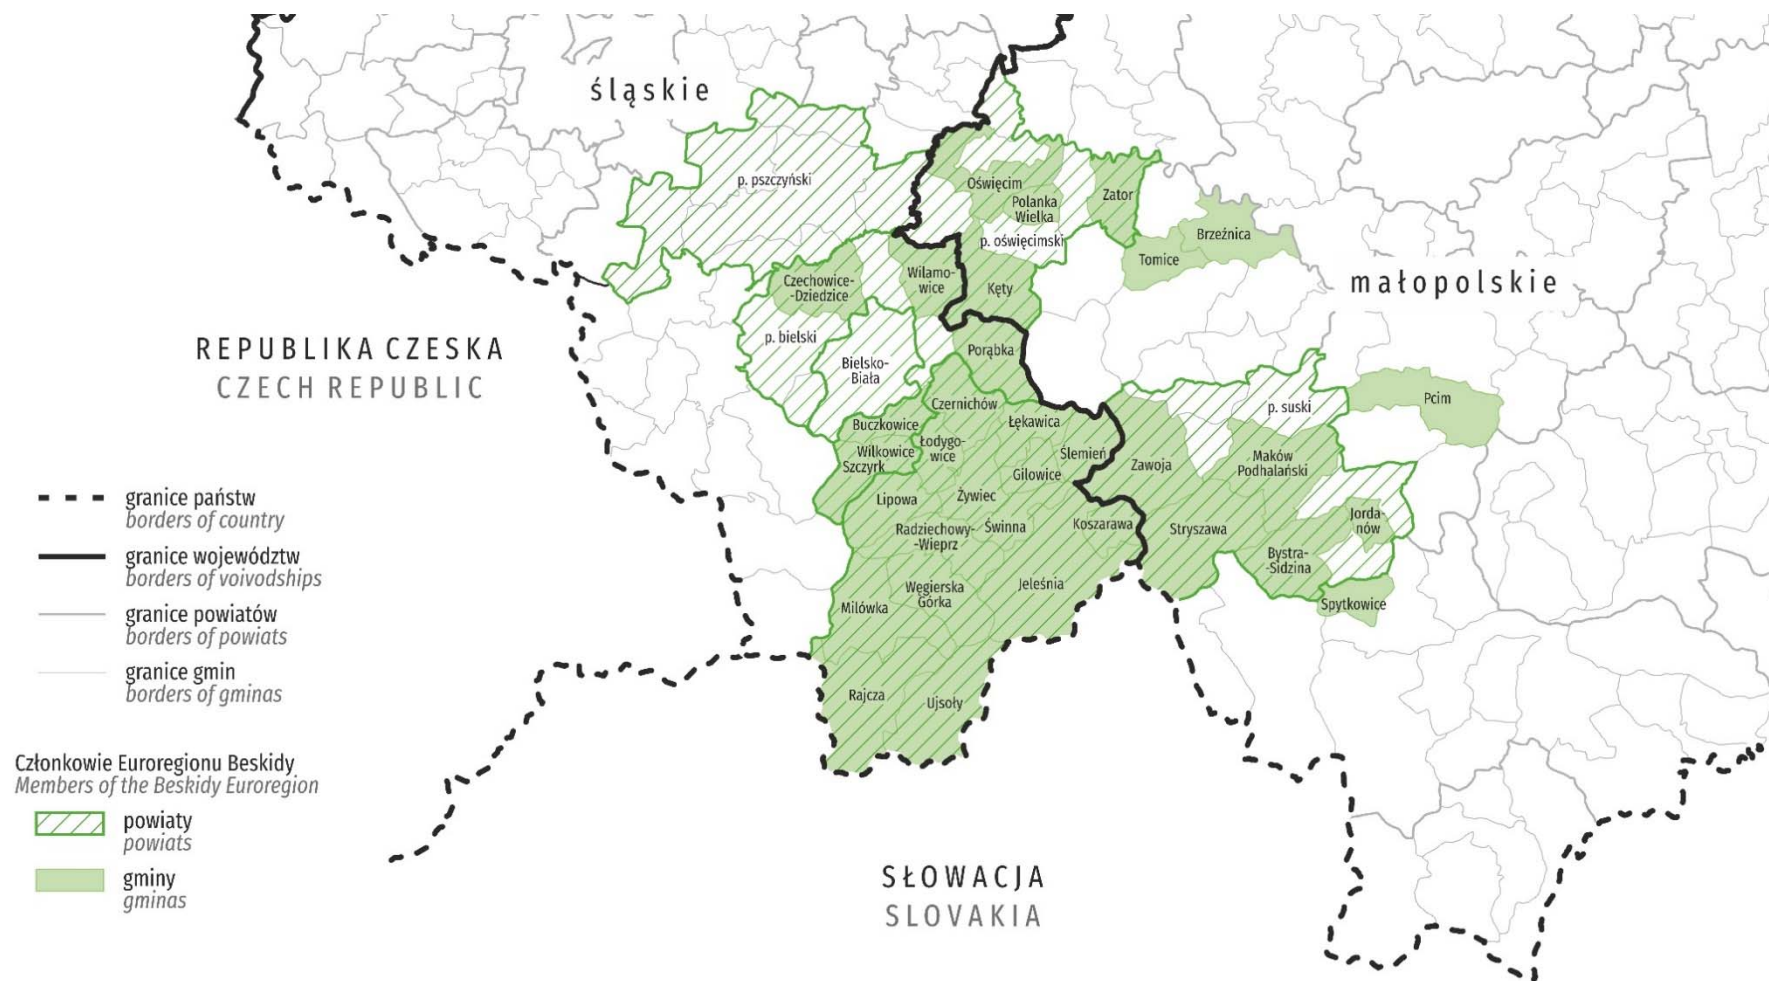 śląskie
p. pszczyński
Oświęcim
Polanka
Wielka
Zator
p. oświęcimski
Brzeźnica
Tomice
małopolskie
Czechowice-
-Dziedzice
Wilamo-
wice
Kęty
p. bielski
Bielsko-
Biała
Porąbka
REPUBLIKA CZESKA
CZECH REPUBLIC
Czernichów
Łękawica
p. suski
Pcim
Buczkowice
Wilkowice
Szczyrk
Łodygo-
wice
Ślemień
Gilowice
Zawoja
Maków
Podhalański
Lipowa
Żywiec
Radziechowy-
-Wieprz
Świnna
Koszarawa
Stryszawa
Jorda-
nów
Bystra-
-Sidzina
Węgierska
Górka
Jeleśnia
Milówka
Spytkowice
Rajcza
Ujsoły
granice państw
borders of country
granice województw
borders of voivodships
granice powiatów
borders of powiats
granice gmin
borders of gminas
Członkowie Euroregionu Beskidy
Members of the Beskidy Euroregion
powiaty
powiats
gminy
gminas
SŁOWACJA
SLOVAKIA